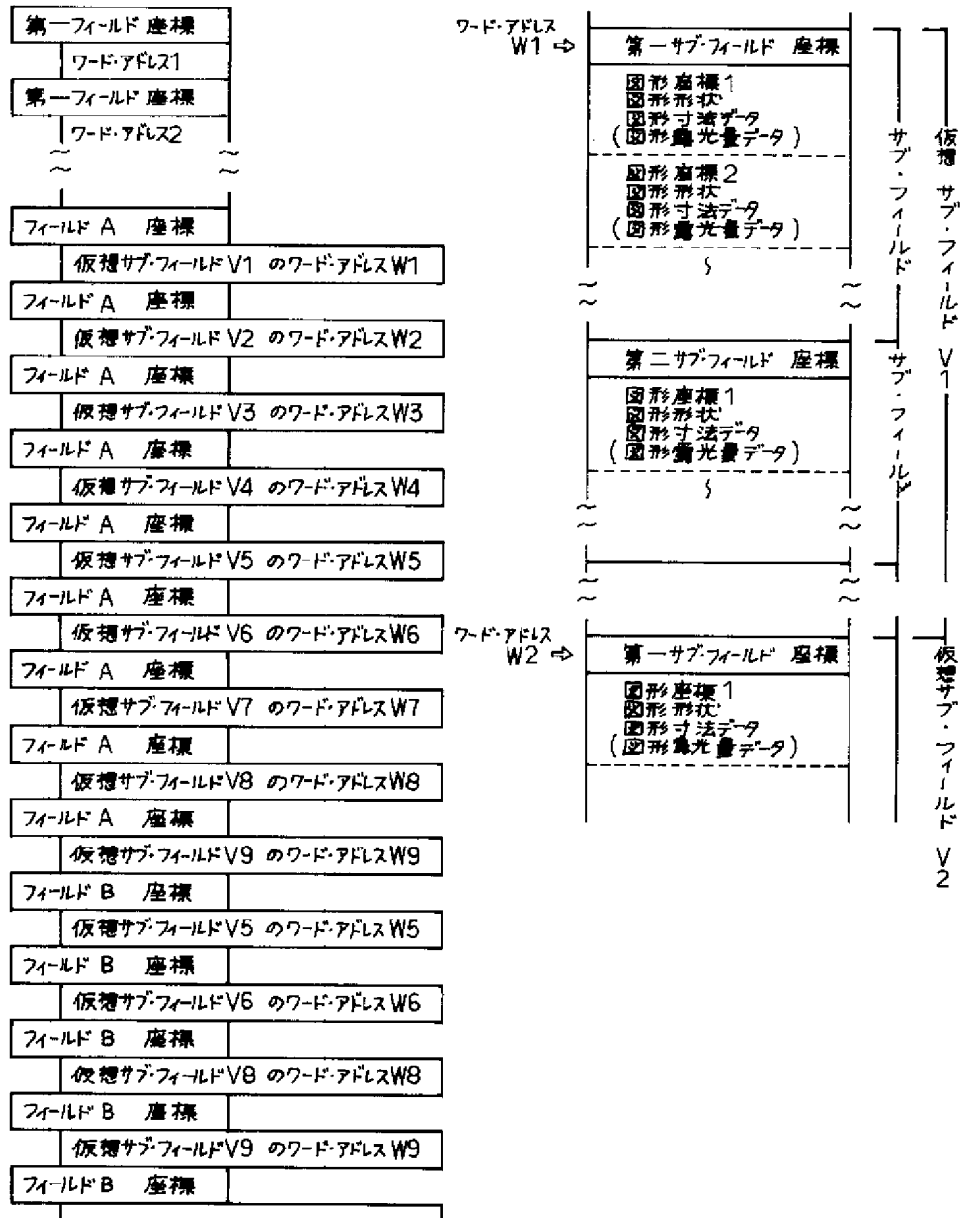 第一フィールド 座標
ワード・アドレス1
第一フィールド 座標
ワード・アドレス2
フィールド A 座標
仮想サブ・フィールド V1 のワード・アドレス W1
フィールド A 座標
仮想サブ・フィールド V2 のワード・アドレス W2
フィールド A 座標
仮想サブ・フィールド V3 のワード・アドレス W3
フィールド A 座標
仮想サブ・フィールド V4 のワード・アドレス W4
フィールド A 座標
仮想サブ・フィールド V5 のワード・アドレス W5
フィールド A 座標
仮想サブ・フィールド V6 のワード・アドレス W6
フィールド A 座標
仮想サブ・フィールド V7 のワード・アドレス W7
フィールド A 座標
仮想サブ・フィールド V8 のワード・アドレス W8
フィールド A 座標
仮想サブ・フィールド V9 のワード・アドレス W9
フィールド B 座標
仮想サブ・フィールド V5 のワード・アドレス W5
フィールド B 座標
仮想サブ・フィールド V6 のワード・アドレス W6
フィールド B 座標
仮想サブ・フィールド V8 のワード・アドレス W8
フィールド B 座標
仮想サブ・フィールド V9 のワード・アドレス W9
フィールド B 座標
ワード・アドレス
W1 ⇨
第一サブ・フィールド 座標
図形座標1
図形形状
図形寸法データ
(図形露光量データ)
図形座標2
図形形状
図形寸法データ
(図形露光量データ)
第二サブ・フィールド 座標
図形座標1
図形形状
図形寸法データ
(図形露光量データ)
ワード・アドレス
W2 ⇨
第一サブ・フィールド 座標
図形座標1
図形形状
図形寸法データ
(図形露光量データ)
サブ・フィールド
サブ・フィールド
仮想 サブ・フィールド V1
仮想サブ・フィールド V2